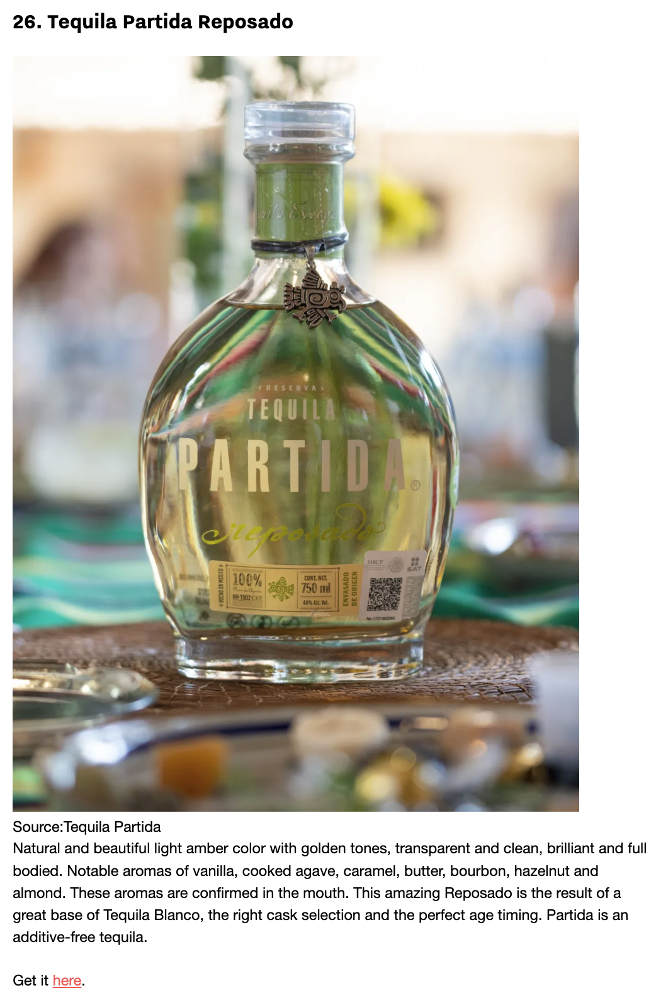 26. Tequila Partida Reposado
RESERVA
TEQUILA
PARTIDA®
reposado
HECHO EN MEXICO
100%
NOM 1502 CRT
CONT. NET.
750 ml
40% Alc. Vol.
ENVASADO
DE ORIGEN
SHCP
SAT
Source:Tequila Partida
Natural and beautiful light amber color with golden tones, transparent and clean, brilliant and full
bodied. Notable aromas of vanilla, cooked agave, caramel, butter, bourbon, hazelnut and
almond. These aromas are confirmed in the mouth. This amazing Reposado is the result of a
great base of Tequila Blanco, the right cask selection and the perfect age timing. Partida is an
additive-free tequila.
Get it here.